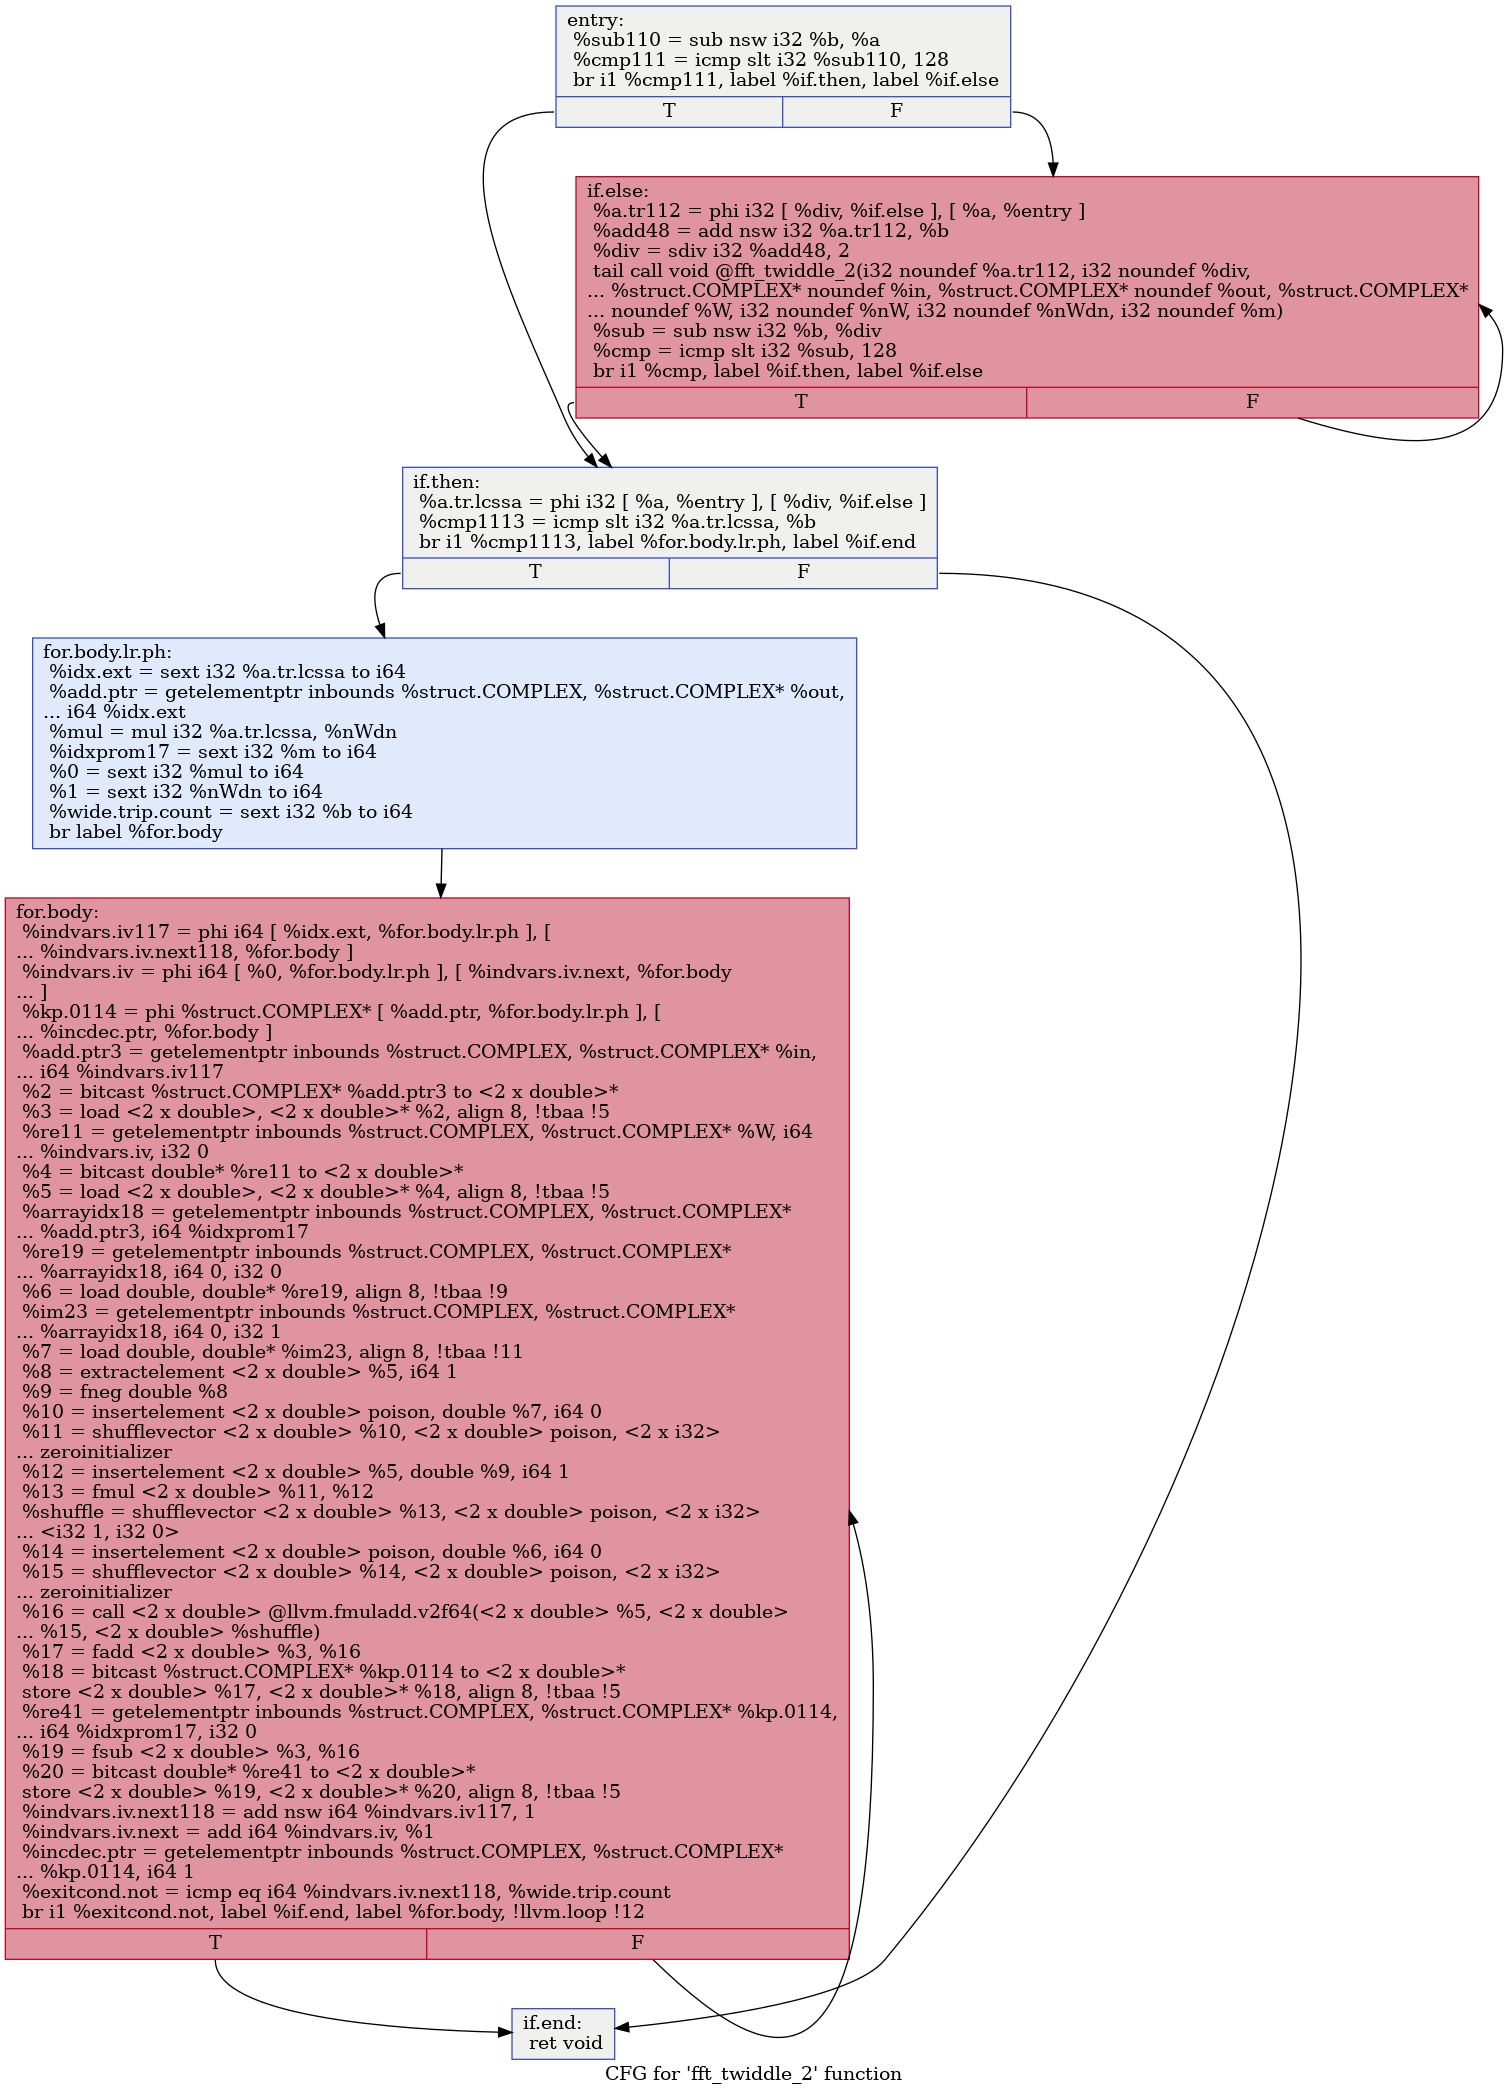 entry:
%sub110 = sub nsw i32 %b, %a
%cmp111 = icmp slt i32 %sub110, 128
br i1 %cmp111, label %if.then, label %if.else
T F
if.else:
%a.tr112 = phi i32 [ %div, %if.else ], [ %a, %entry ]
%add48 = add nsw i32 %a.tr112, %b
%div = sdiv i32 %add48, 2
tail call void @fft_twiddle_2(i32 noundef %a.tr112, i32 noundef %div,
... %struct.COMPLEX* noundef %in, %struct.COMPLEX* noundef %out, %struct.COMPLEX*
... noundef %W, i32 noundef %nW, i32 noundef %nWdn, i32 noundef %m)
%sub = sub nsw i32 %b, %div
%cmp = icmp slt i32 %sub, 128
br i1 %cmp, label %if.then, label %if.else
T F
if.then:
%a.tr.lcssa = phi i32 [ %a, %entry ], [ %div, %if.else ]
%cmp1113 = icmp slt i32 %a.tr.lcssa, %b
br i1 %cmp1113, label %for.body.lr.ph, label %if.end
T F
for.body.lr.ph:
%idx.ext = sext i32 %a.tr.lcssa to i64
%add.ptr = getelementptr inbounds %struct.COMPLEX, %struct.COMPLEX* %out,
... i64 %idx.ext
%mul = mul i32 %a.tr.lcssa, %nWdn
%idxprom17 = sext i32 %m to i64
%0 = sext i32 %mul to i64
%1 = sext i32 %nWdn to i64
%wide.trip.count = sext i32 %b to i64
br label %for.body
for.body:
%indvars.iv117 = phi i64 [ %idx.ext, %for.body.lr.ph ], [
... %indvars.iv.next118, %for.body ]
%indvars.iv = phi i64 [ %0, %for.body.lr.ph ], [ %indvars.iv.next, %for.body
... ]
%kp.0114 = phi %struct.COMPLEX* [ %add.ptr, %for.body.lr.ph ], [
... %incdec.ptr, %for.body ]
%add.ptr3 = getelementptr inbounds %struct.COMPLEX, %struct.COMPLEX* %in,
... i64 %indvars.iv117
%2 = bitcast %struct.COMPLEX* %add.ptr3 to <2 x double>*
%3 = load <2 x double>, <2 x double>* %2, align 8, !tbaa !5
%re11 = getelementptr inbounds %struct.COMPLEX, %struct.COMPLEX* %W, i64
... %indvars.iv, i32 0
%4 = bitcast double* %re11 to <2 x double>*
%5 = load <2 x double>, <2 x double>* %4, align 8, !tbaa !5
%arrayidx18 = getelementptr inbounds %struct.COMPLEX, %struct.COMPLEX*
... %add.ptr3, i64 %idxprom17
%re19 = getelementptr inbounds %struct.COMPLEX, %struct.COMPLEX*
... %arrayidx18, i64 0, i32 0
%6 = load double, double* %re19, align 8, !tbaa !9
%im23 = getelementptr inbounds %struct.COMPLEX, %struct.COMPLEX*
... %arrayidx18, i64 0, i32 1
%7 = load double, double* %im23, align 8, !tbaa !11
%8 = extractelement <2 x double> %5, i64 1
%9 = fneg double %8
%10 = insertelement <2 x double> poison, double %7, i64 0
%11 = shufflevector <2 x double> %10, <2 x double> poison, <2 x i32>
... zeroinitializer
%12 = insertelement <2 x double> %5, double %9, i64 1
%13 = fmul <2 x double> %11, %12
%shuffle = shufflevector <2 x double> %13, <2 x double> poison, <2 x i32>
... <i32 1, i32 0>
%14 = insertelement <2 x double> poison, double %6, i64 0
%15 = shufflevector <2 x double> %14, <2 x double> poison, <2 x i32>
... zeroinitializer
%16 = call <2 x double> @llvm.fmuladd.v2f64(<2 x double> %5, <2 x double>
... %15, <2 x double> %shuffle)
%17 = fadd <2 x double> %3, %16
%18 = bitcast %struct.COMPLEX* %kp.0114 to <2 x double>*
store <2 x double> %17, <2 x double>* %18, align 8, !tbaa !5
%re41 = getelementptr inbounds %struct.COMPLEX, %struct.COMPLEX* %kp.0114,
... i64 %idxprom17, i32 0
%19 = fsub <2 x double> %3, %16
%20 = bitcast double* %re41 to <2 x double>*
store <2 x double> %19, <2 x double>* %20, align 8, !tbaa !5
%indvars.iv.next118 = add nsw i64 %indvars.iv117, 1
%indvars.iv.next = add i64 %indvars.iv, %1
%incdec.ptr = getelementptr inbounds %struct.COMPLEX, %struct.COMPLEX*
... %kp.0114, i64 1
%exitcond.not = icmp eq i64 %indvars.iv.next118, %wide.trip.count
br i1 %exitcond.not, label %if.end, label %for.body, !llvm.loop !12
T F
if.end:
ret void
CFG for 'fft_twiddle_2' function